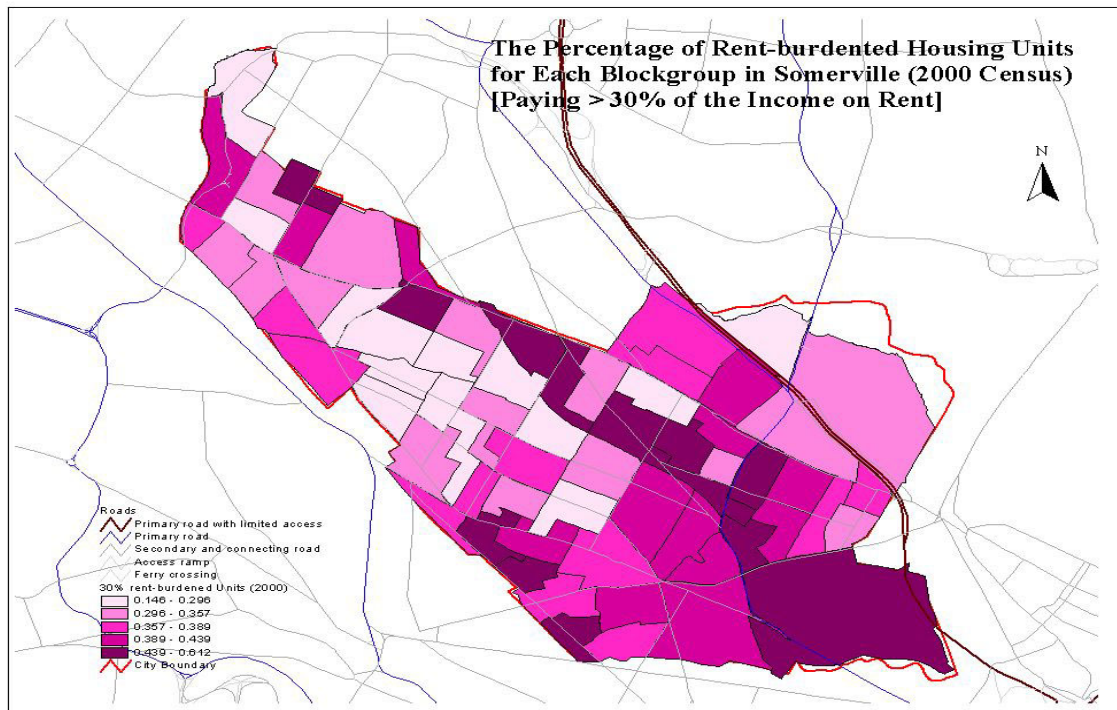 The Percentage of Rent-burdented Housing Units
for Each Blockgroup in Somerville (2000 Census)
[Paying > 30% of the Income on Rent]
N
Roads
Primary road with limited access
Primary road
Secondary and connecting road
Access ramp
Ferry crossing
30% rent-burdened Units (2000)
0.146 - 0.296
0.296 - 0.357
0.357 - 0.389
0.389 - 0.439
0.439 - 0.642
City Boundary